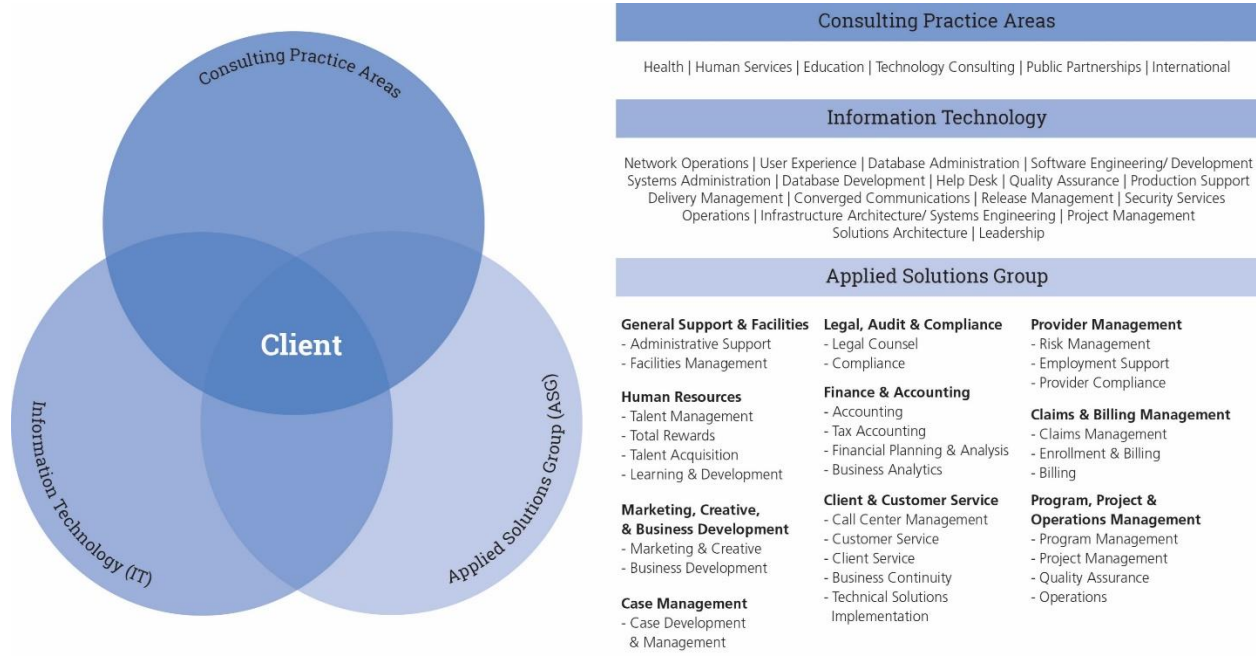 Consulting Practice Areas
Client
Information Technology (IT)
Applied Solutions Group (ASG)
Consulting Practice Areas
Health | Human Services | Education | Technology Consulting | Public Partnerships | International
Information Technology
Network Operations | User Experience | Database Administration | Software Engineering/ Development
Systems Administration | Database Development | Help Desk | Quality Assurance | Production Support
Delivery Management | Converged Communications | Release Management | Security Services
Operations | Infrastructure Architecture/ Systems Engineering | Project Management
Solutions Architecture | Leadership
Applied Solutions Group
General Support & Facilities
- Administrative Support
- Facilities Management
Human Resources
- Talent Management
- Total Rewards
- Talent Acquisition
- Learning & Development
Marketing, Creative,
& Business Development
- Marketing & Creative
- Business Development
Case Management
- Case Development
& Management
Legal, Audit & Compliance
- Legal Counsel
- Compliance
Finance & Accounting
- Accounting
- Tax Accounting
- Financial Planning & Analysis
- Business Analytics
Client & Customer Service
- Call Center Management
- Customer Service
- Client Service
- Business Continuity
- Technical Solutions
Implementation
Provider Management
- Risk Management
- Employment Support
- Provider Compliance
Claims & Billing Management
- Claims Management
- Enrollment & Billing
- Billing
Program, Project &
Operations Management
- Program Management
- Project Management
- Quality Assurance
- Operations